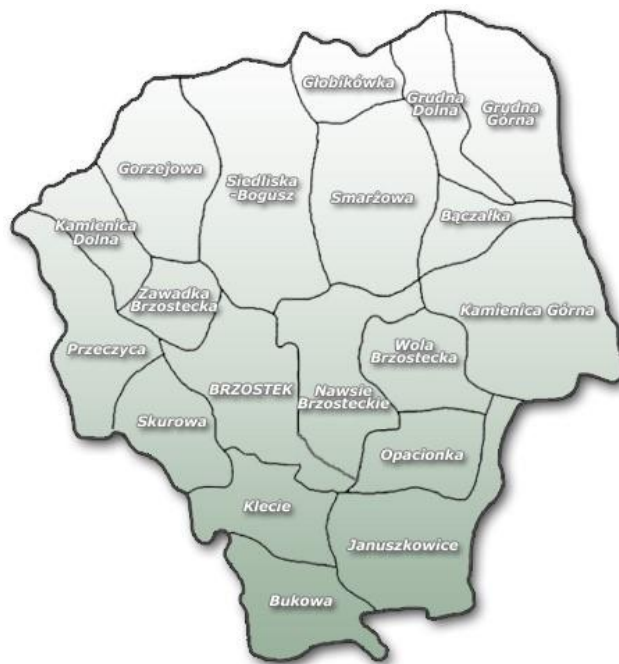 Głobikówka
Grudna
Dolna
Grudna
Górna
Gorzejowa
Siedliska
-Bogusz
Smarżowa
Bączałka
Kamienica
Dolna
Zawadka
Brzostecka
Kamienica Górna
Przeczyca
Wola
Brzostecka
BRZOSTEK
Nawsie
Brzosteckie
Skurowa
Opacionka
Klecie
Januszkowice
Bukowa